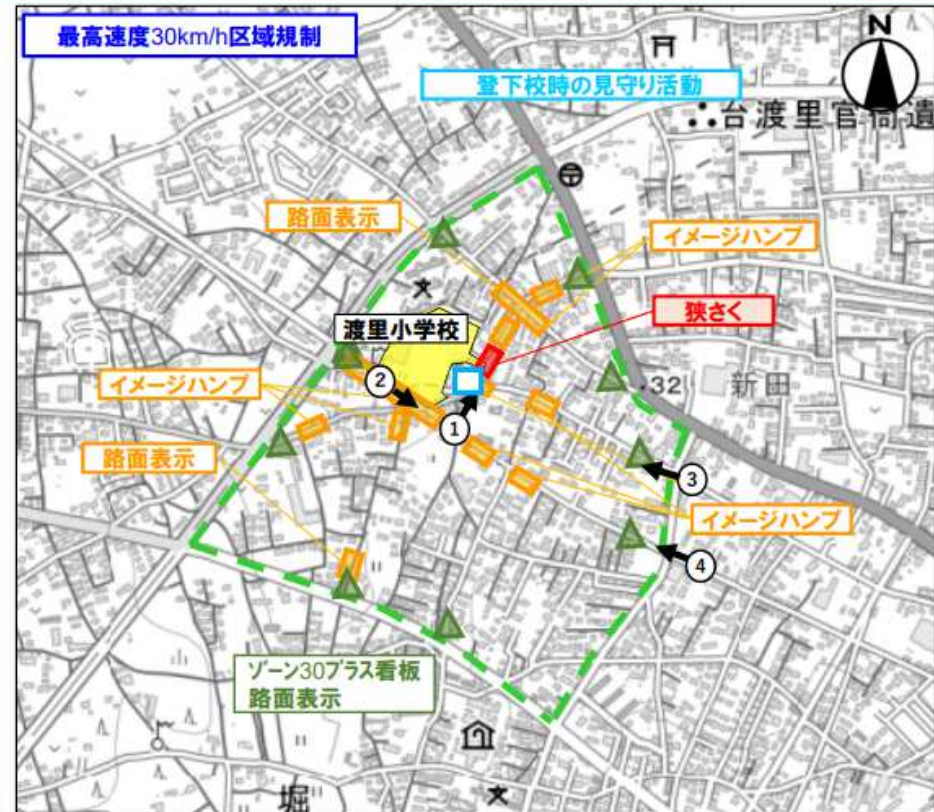 最高速度30km/h区域規制
N
登下校時の見守り活動
台渡里官衙遺
路面表示
イメージハンプ
狭さく
渡里小学校
32
新田
イメージハンプ
②
①
路面表示
③
イメージハンプ
④
ゾーン30プラス看板
路面表示
堀